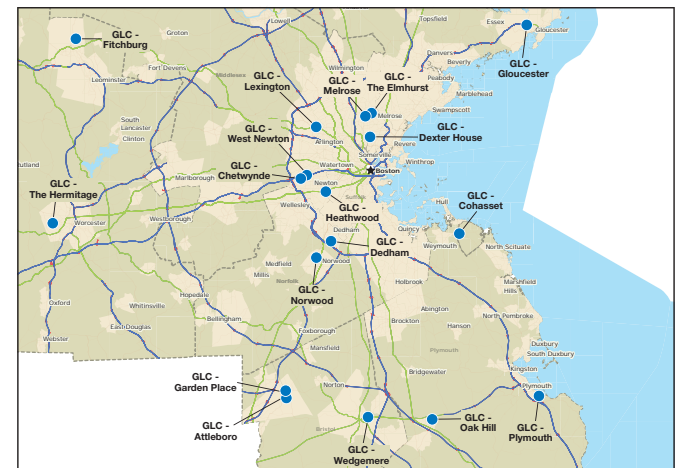 Lowell
Topsfield
Essex
Groton
Gloucester
GLC -
Fitchburg
Danvers
Beverly
GLC -
Gloucester
Fort Devens
Wilmington
Middlesex
Leominster
Peabody
GLC -
Lexington
GLC -
Melrose
GLC -
The Elmhurst
Marblehead
Swampscott
Melrose
South
Lancaster
Clinton
GLC -
West Newton
Arlington
GLC -
Dexter House
Revere
Somerville
Winthrop
Rutland
GLC -
Chetwynde
Watertown
Boston
Marlborough
Newton
GLC -
The Hermitage
Suffolk
Wellesley
GLC -
Heathwood
Hull
GLC -
Cohasset
Westborough
Worcester
Dedham
Quincy
GLC -
Dedham
Weymouth
North Scituate
Medfield
Norwood
Millis
Norfolk
Holbrook
Marshfield
Hills
GLC -
Norwood
Hopedale
Oxford
Whitinsville
Abington
North Pembroke
Bellingham
Brockton
Hanson
East Douglas
Foxborough
Webster
Mansfield
Plymouth
Duxbury
South Duxbury
Kingston
Bridgewater
GLC -
Garden Place
Norton
Plymouth
GLC -
Attleboro
Bristol
GLC -
Oak Hill
GLC -
Plymouth
GLC -
Wedgemere